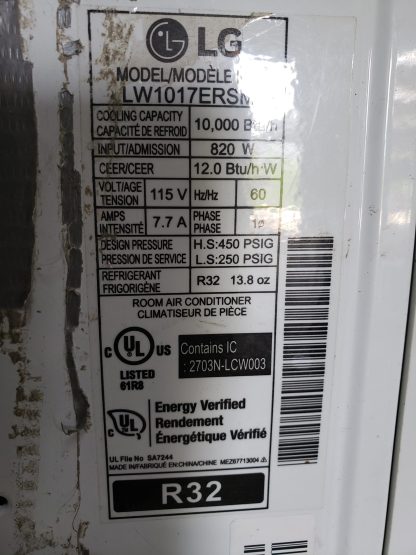 LG
MODEL/MODÈLE
LW1017ERSM
COOLING CAPACITY
CAPACITÉ DE REFROID
10,000 Btu/h
INPUT/ADMISSION 820 W
CEER/CEER 12.0 Btu/h·W
VOLT/AGE
TENSION
115 V
Hz/Hz 60
AMPS
INTENSITÉ
7.7 A
PHASE
PHASE
DESIGN PRESSURE H.S:450 PSIG
PRESSION DE SERVICE L.S:250 PSIG
REFRIGERANT
FRIGORIGÈNE
R32 13.8 oz
ROOM AIR CONDITIONER
CLIMATISEUR DE PIÈCE
C UL US
LISTED
61R8
Contains IC
: 2703N-LCW003
C UL
Energy Verified
Rendement
Énergétique Vérifié
UL File No SA7244
MADE IN/FABRIQUÉ EN:CHINA/CHINE MEZ67713004
R32